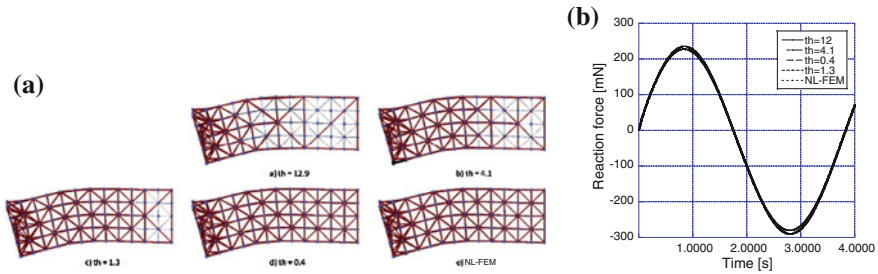 (a)
a) th = 12.9
b) th = 4.1
c) th = 1.3
d) th = 0.4
e) NL-FEM
(b)
Reaction force [mN]
300
200
100
0
-100
-200
-300
1.0000
2.0000
3.0000
4.0000
Time [s]
th=12
th=4.1
th=0.4
th=1.3
NL-FEM